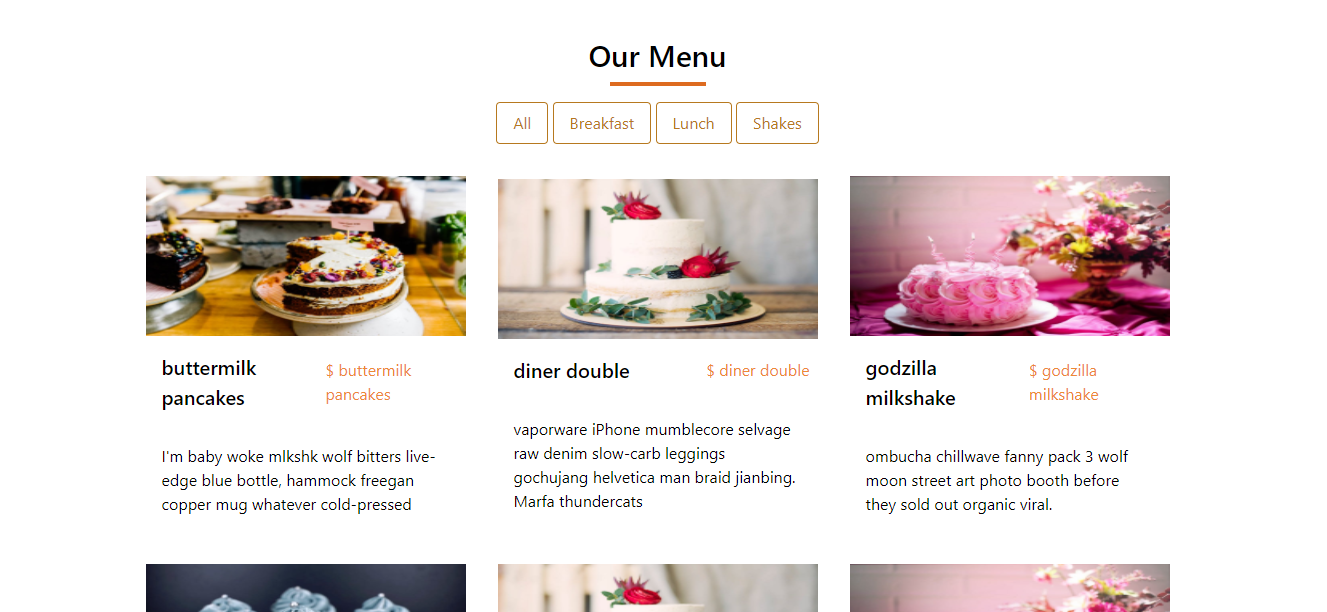 Our Menu
All
Breakfast
Lunch
Shakes
buttermilk
pancakes
$ buttermilk
pancakes
I'm baby woke mlkshk wolf bitters live-
edge blue bottle, hammock freegan
copper mug whatever cold-pressed
diner double
$ diner double
vaporware iPhone mumblecore selvage
raw denim slow-carb leggings
gochujang helvetica man braid jianbing.
Marfa thundercats
godzilla
milkshake
$ godzilla
milkshake
ombucha chillwave fanny pack 3 wolf
moon street art photo booth before
they sold out organic viral.